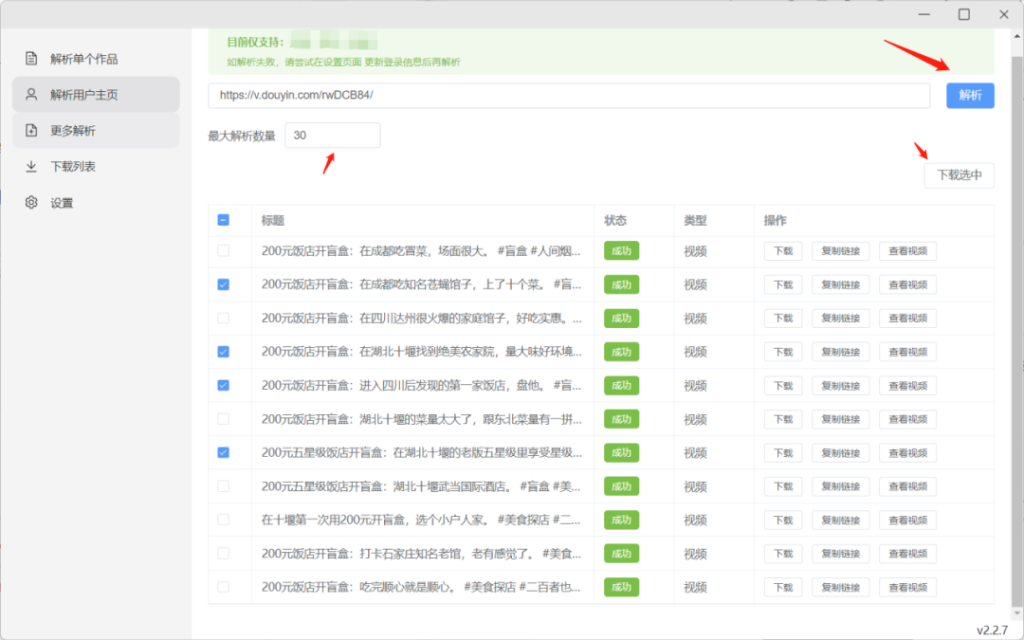 解析单个作品
解析用户主页
更多解析
下载列表
设置
目前仅支持：
如解析失败，请尝试在设置页面 更新登录信息后再解析
https://v.douyin.com/rwDCB84/
解析
最大解析数量 30
下载选中
标题 状态 类型 操作
200元饭店开盲盒：在成都吃冒菜，场面很大。 #盲盒 #人间烟... 成功 视频 下载 复制链接 查看视频
200元饭店开盲盒：在成都吃知名苍蝇馆子，上了十个菜。 #盲... 成功 视频 下载 复制链接 查看视频
200元饭店开盲盒：在四川达州很火爆的家庭馆子，好吃实惠。... 成功 视频 下载 复制链接 查看视频
200元饭店开盲盒：在湖北十堰找到绝美农家院，量大味好环境... 成功 视频 下载 复制链接 查看视频
200元饭店开盲盒：进入四川后发现的第一家饭店，盘他。 #盲... 成功 视频 下载 复制链接 查看视频
200元饭店开盲盒：湖北十堰的菜量太大了，跟东北菜量有一拼... 成功 视频 下载 复制链接 查看视频
200元五星级饭店开盲盒：在湖北十堰的老版五星级里享受星级... 成功 视频 下载 复制链接 查看视频
200元五星级饭店开盲盒：湖北十堰武当国际酒店。 #盲盒 #美... 成功 视频 下载 复制链接 查看视频
在十堰第一次用200元开盲盒，选个小户人家。 #美食探店 #二... 成功 视频 下载 复制链接 查看视频
200元饭店开盲盒：打卡石家庄知名老馆，老有感觉了。 #美食... 成功 视频 下载 复制链接 查看视频
200元饭店开盲盒：吃完顺心就是顺心。 #美食探店 #二百者也... 成功 视频 下载 复制链接 查看视频
v2.2.7